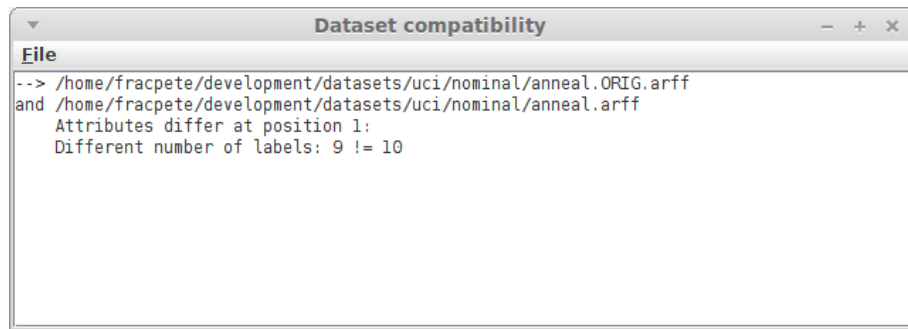 Dataset compatibility
File
--> /home/fracpete/development/datasets/uci/nominal/anneal.ORIG.arff
and /home/fracpete/development/datasets/uci/nominal/anneal.arff
Attributes differ at position 1:
Different number of labels: 9 != 10